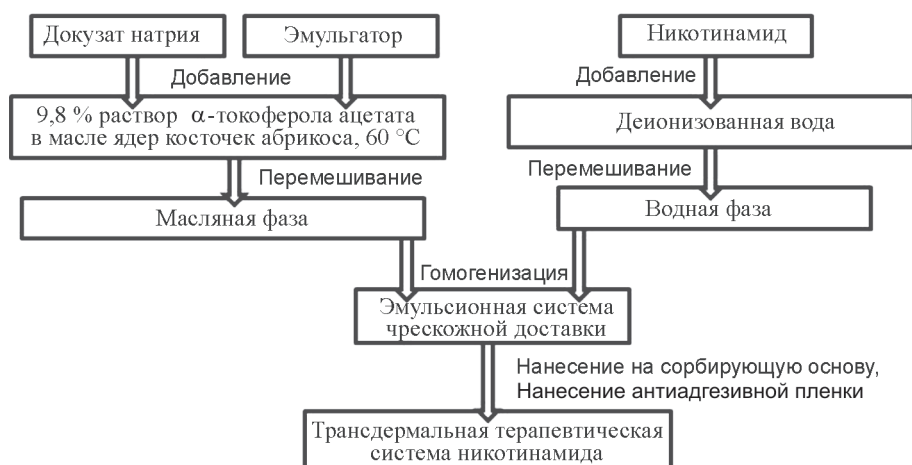 Докузат натрия
Эмульгатор
Никотинамид
Добавление
Добавление
9,8 % раствор α-токоферола ацетата
в масле ядер косточек абрикоса, 60 °С
Деионизованная вода
Перемешивание
Перемешивание
Масляная фаза
Водная фаза
Гомогенизация
Эмульсионная система
чрескожной доставки
Нанесение на сорбирующую основу,
Нанесение антиадгезивной пленки
Трансдермальная терапевтическая
система никотинамида